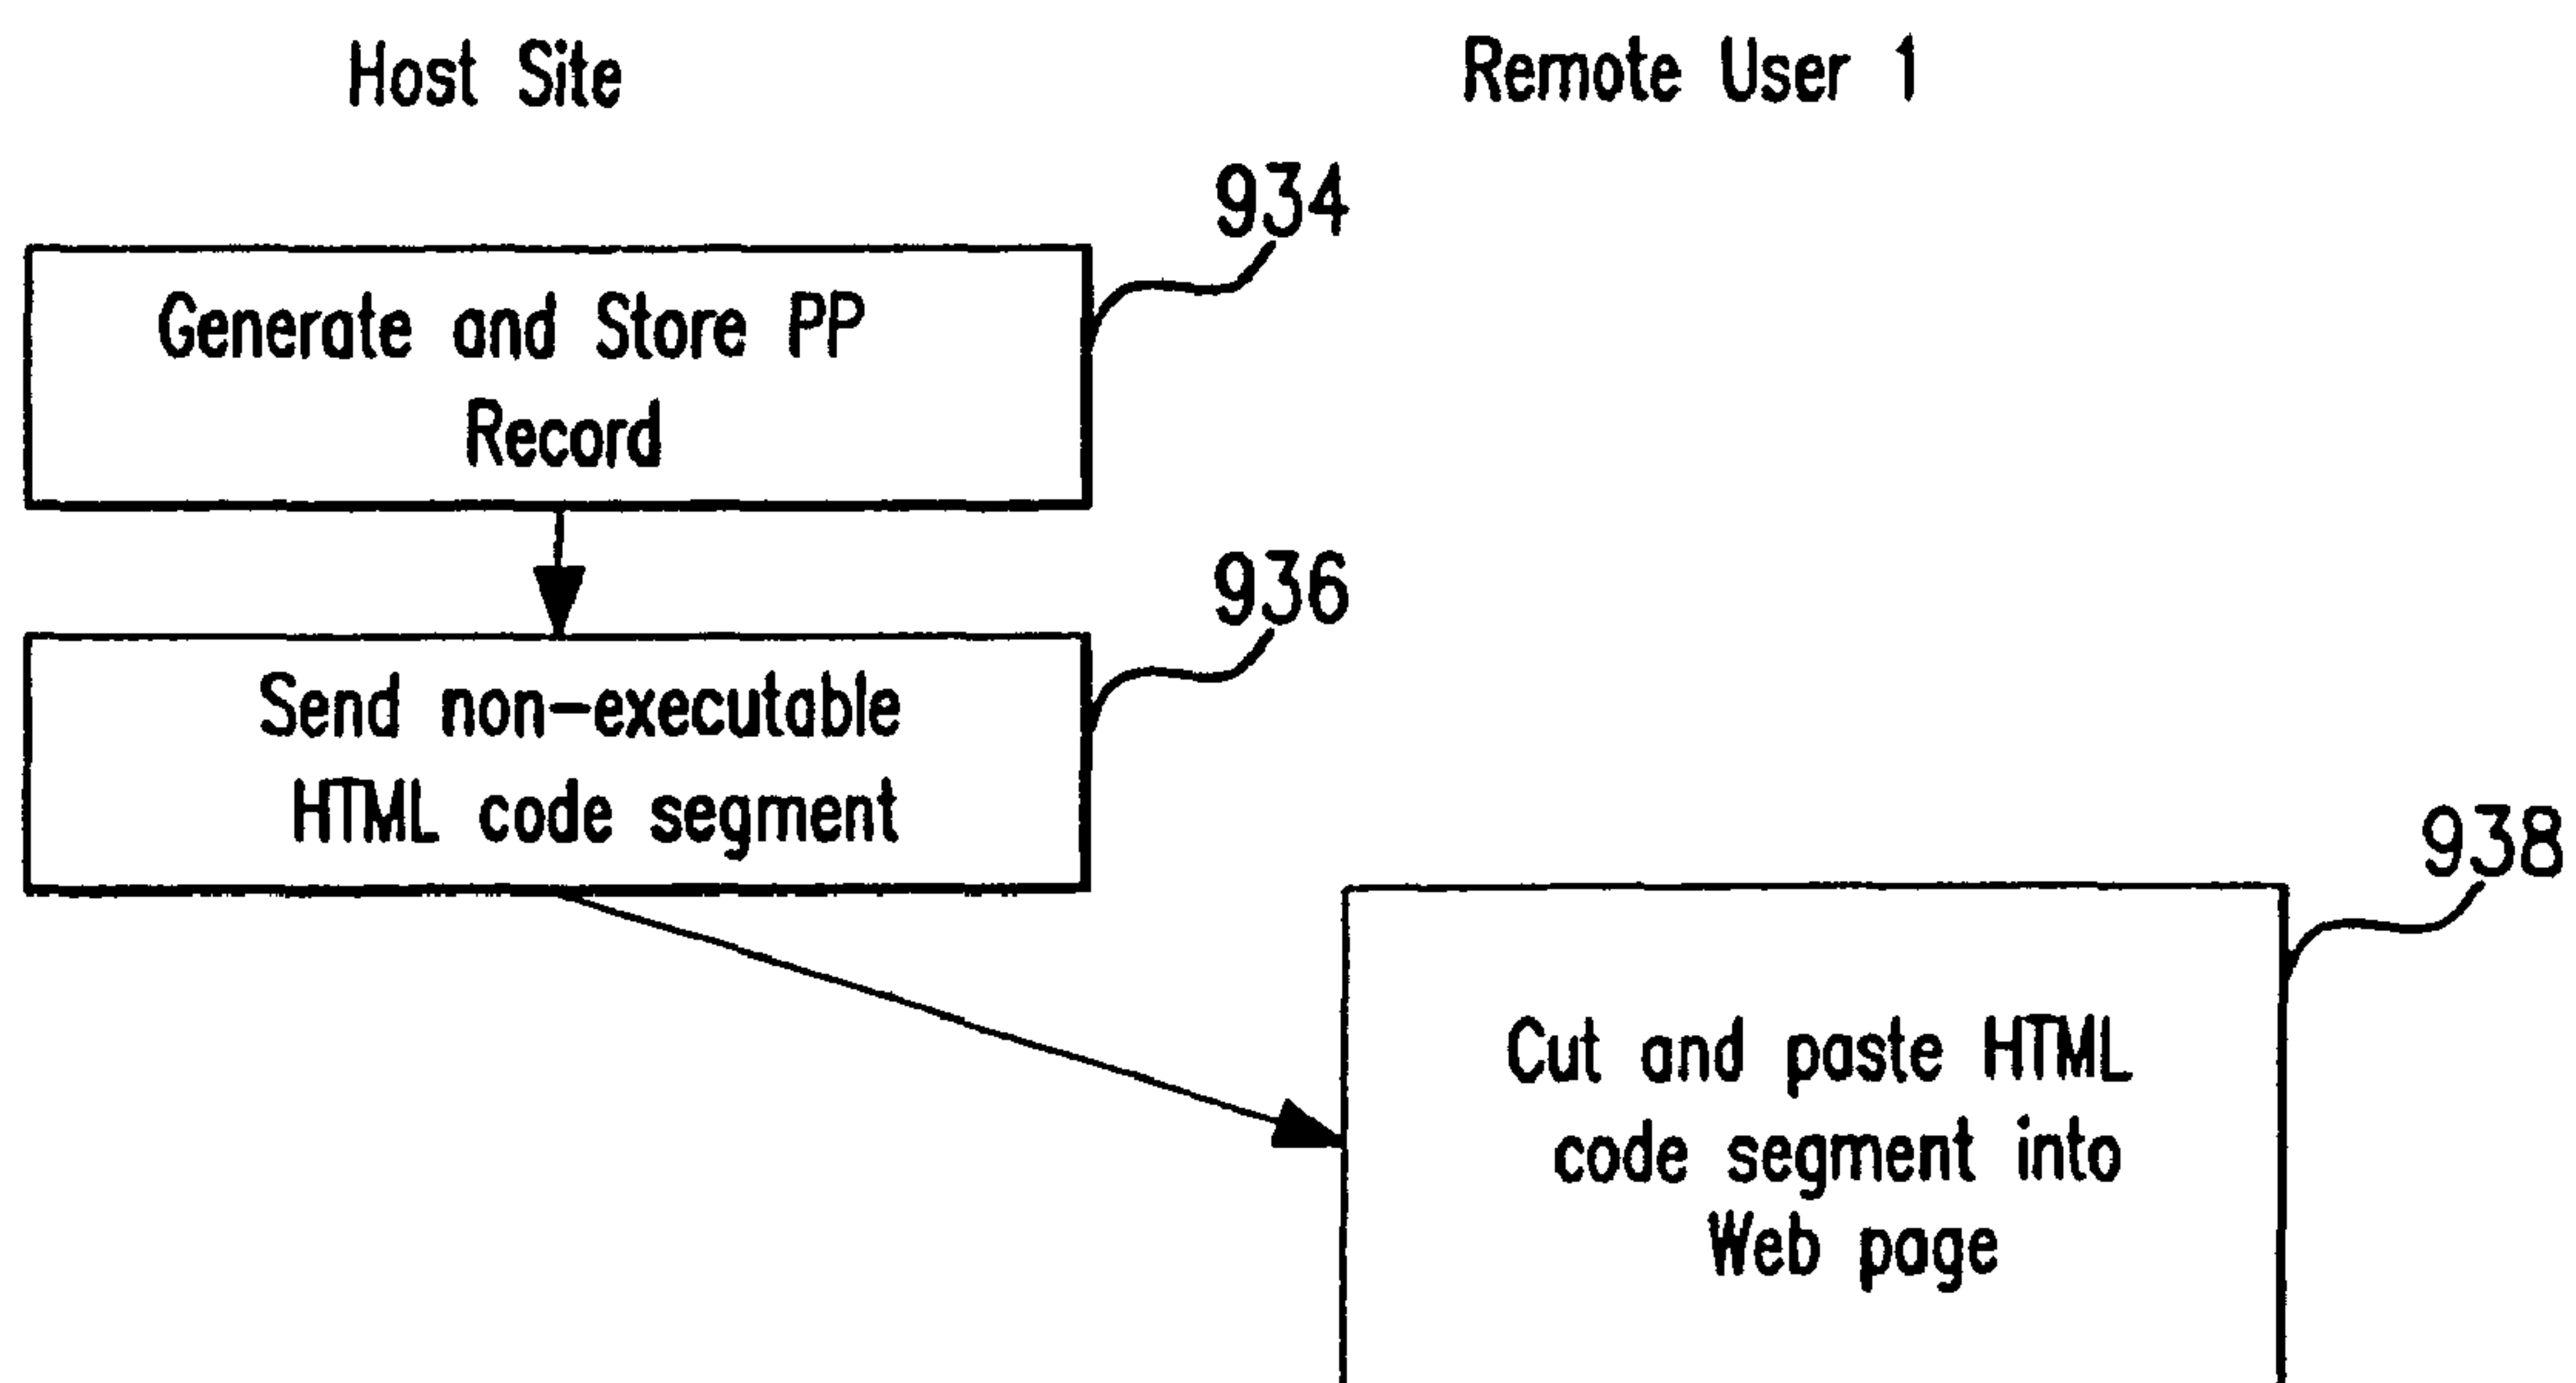 Host Site
Remote User 1
934
Generate and Store PP
Record
936
Send non-executable
HTML code segment
938
Cut and paste HTML
code segment into
Web page